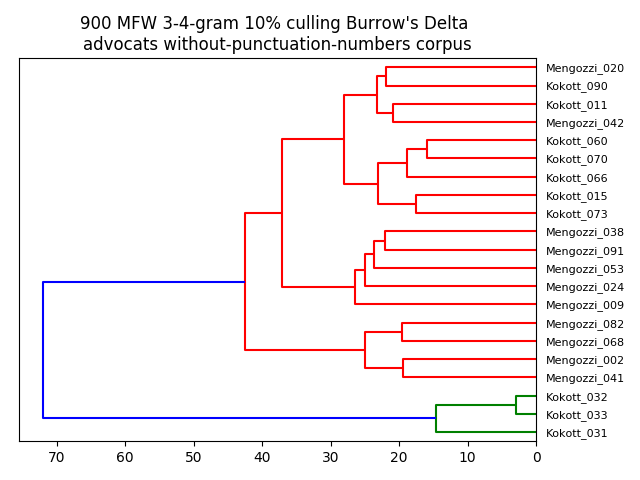 900 MFW 3-4-gram 10% culling Burrow's Delta
advocats without-punctuation-numbers corpus
Mengozzi_020
Kokott_090
Kokott_011
Mengozzi_042
Kokott_060
Kokott_070
Kokott_066
Kokott_015
Kokott_073
Mengozzi_038
Mengozzi_091
Mengozzi_053
Mengozzi_024
Mengozzi_009
Mengozzi_082
Mengozzi_068
Mengozzi_002
Mengozzi_041
Kokott_032
Kokott_033
Kokott_031
70 60 50 40 30 20 10 0